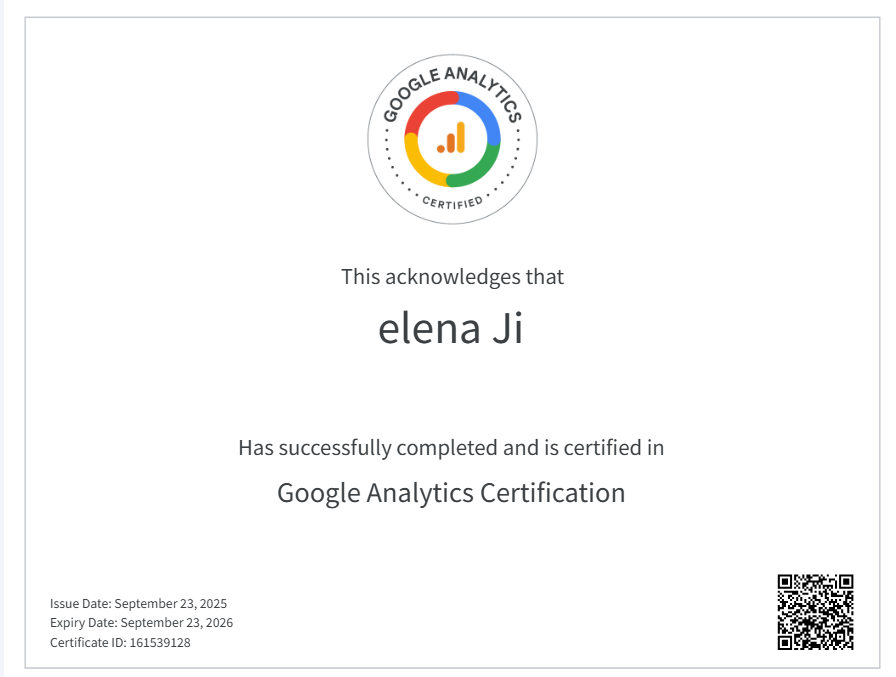 GOOGLE ANALYTICS
CERTIFIED
This acknowledges that
elena Ji
Has successfully completed and is certified in
Google Analytics Certification
Issue Date: September 23, 2025
Expiry Date: September 23, 2026
Certificate ID: 161539128